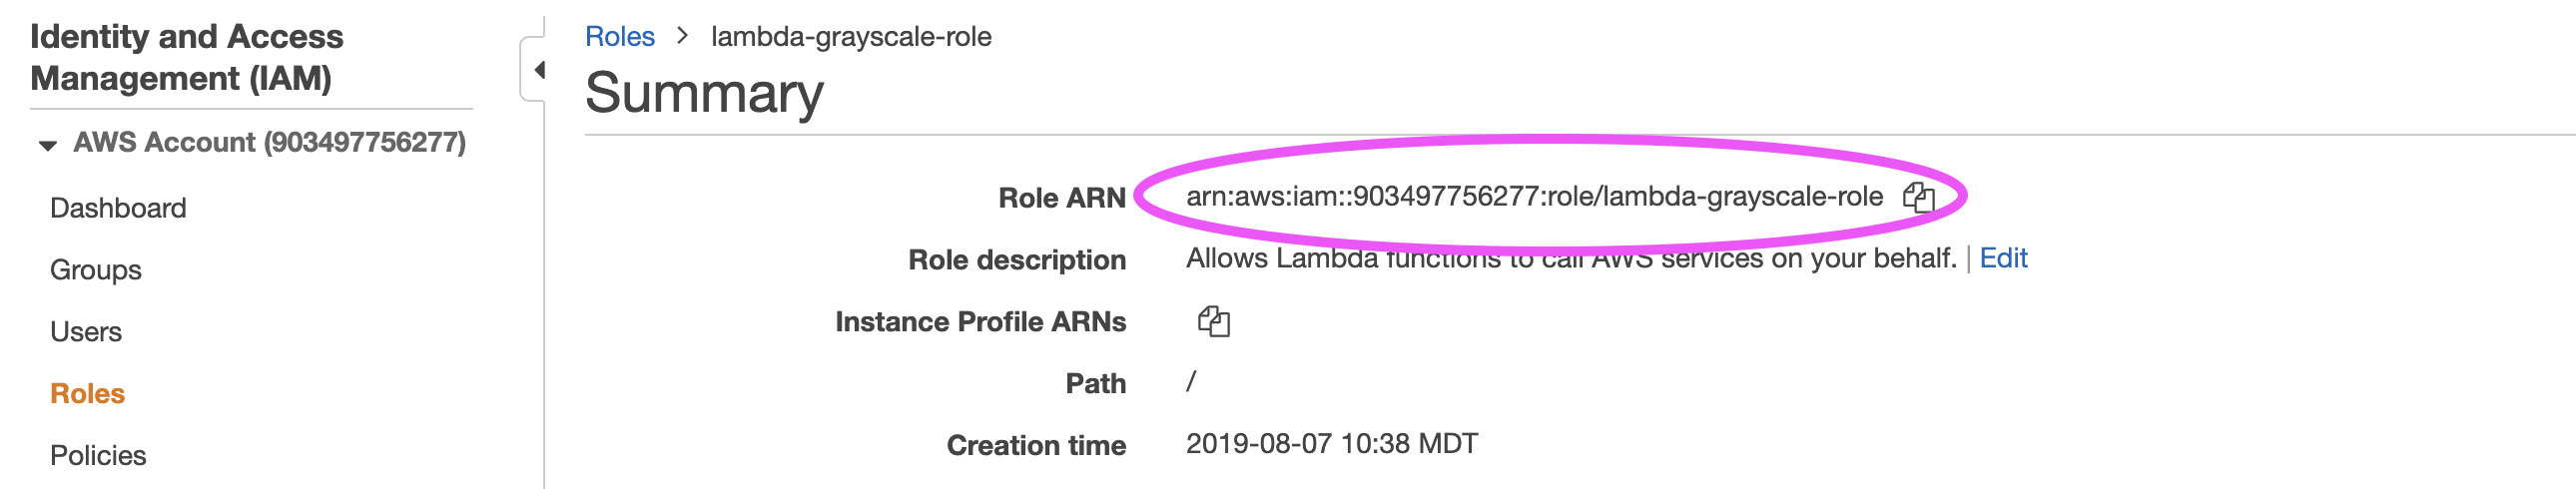 Identity and Access
Management (IAM)
AWS Account (903497756277)
Dashboard
Groups
Users
Roles
Policies
Roles > lambda-grayscale-role
Summary
Role ARN arn:aws:iam::903497756277:role/lambda-grayscale-role
Role description Allows Lambda functions to call AWS services on your behalf. | Edit
Instance Profile ARNs
Path /
Creation time 2019-08-07 10:38 MDT